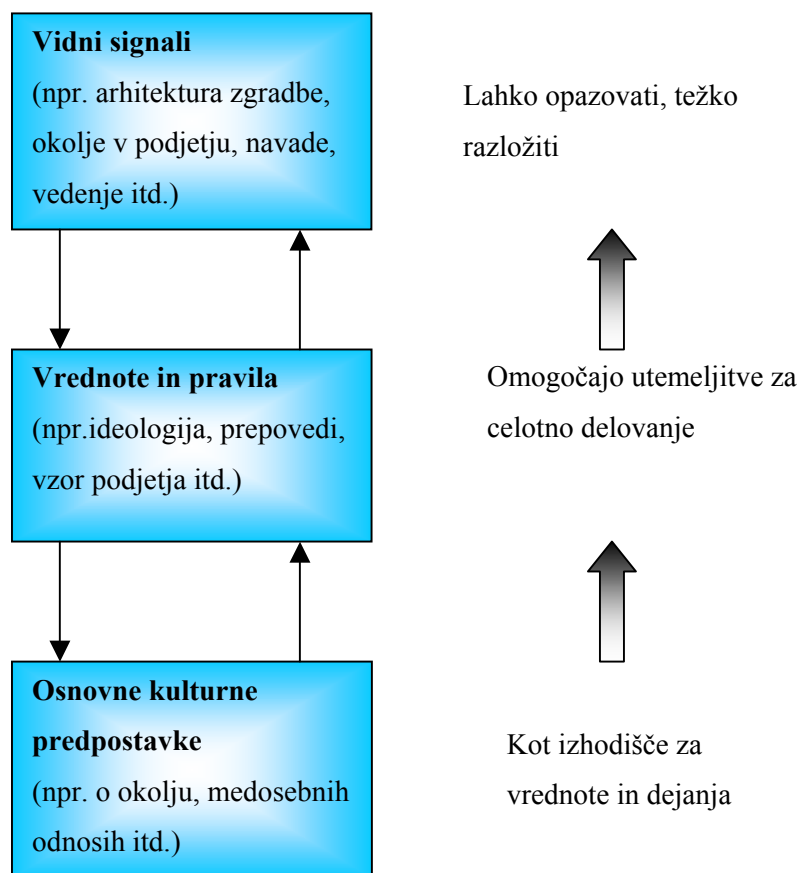 Vidni signali
(npr. arhitektura zgradbe,
okolje v podjetju, navade,
vedenje itd.)
Lahko opazovati, težko
razložiti
Vrednote in pravila
(npr.ideologija, prepovedi,
vzor podjetja itd.)
Omogočajo utemeljitve za
celotno delovanje
Osnovne kulturne
predpostavke
(npr. o okolju, medosebnih
odnosih itd.)
Kot izhodišče za
vrednote in dejanja